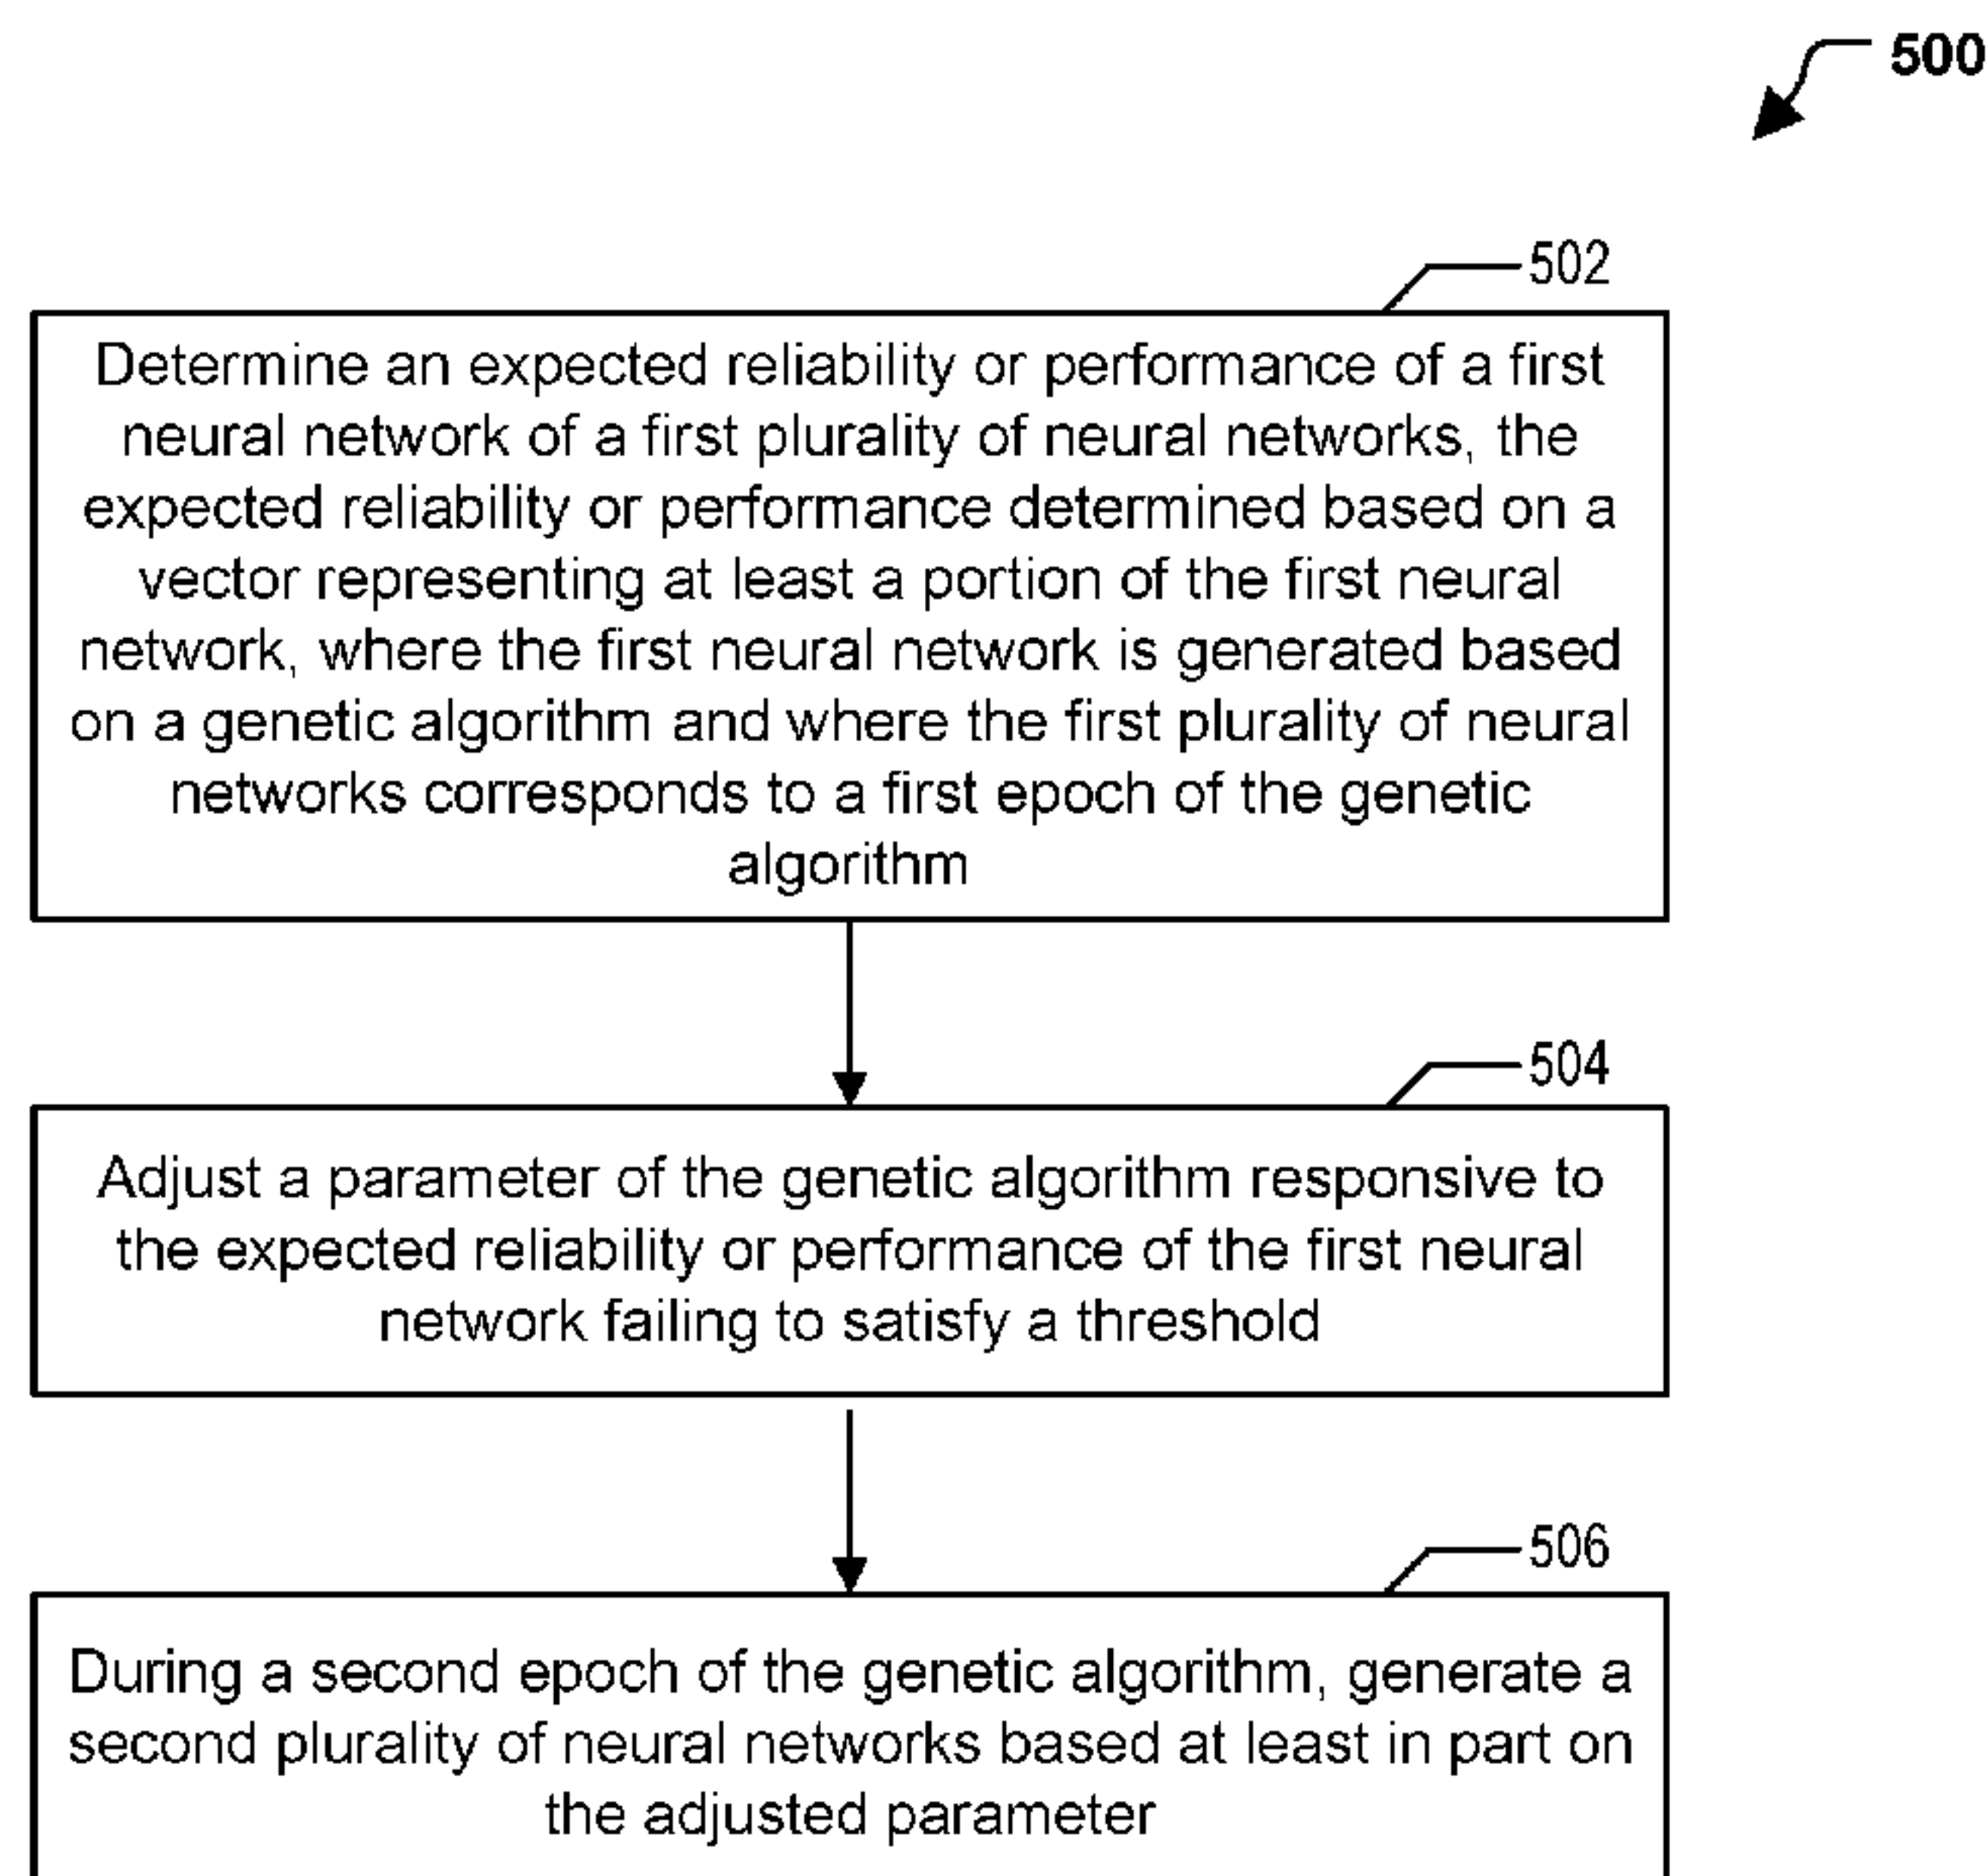 500
502
Determine an expected reliability or performance of a first
neural network of a first plurality of neural networks, the
expected reliability or performance determined based on a
vector representing at least a portion of the first neural
network, where the first neural network is generated based
on a genetic algorithm and where the first plurality of neural
networks corresponds to a first epoch of the genetic
algorithm
504
Adjust a parameter of the genetic algorithm responsive to
the expected reliability or performance of the first neural
network failing to satisfy a threshold
506
During a second epoch of the genetic algorithm, generate a
second plurality of neural networks based at least in part on
the adjusted parameter